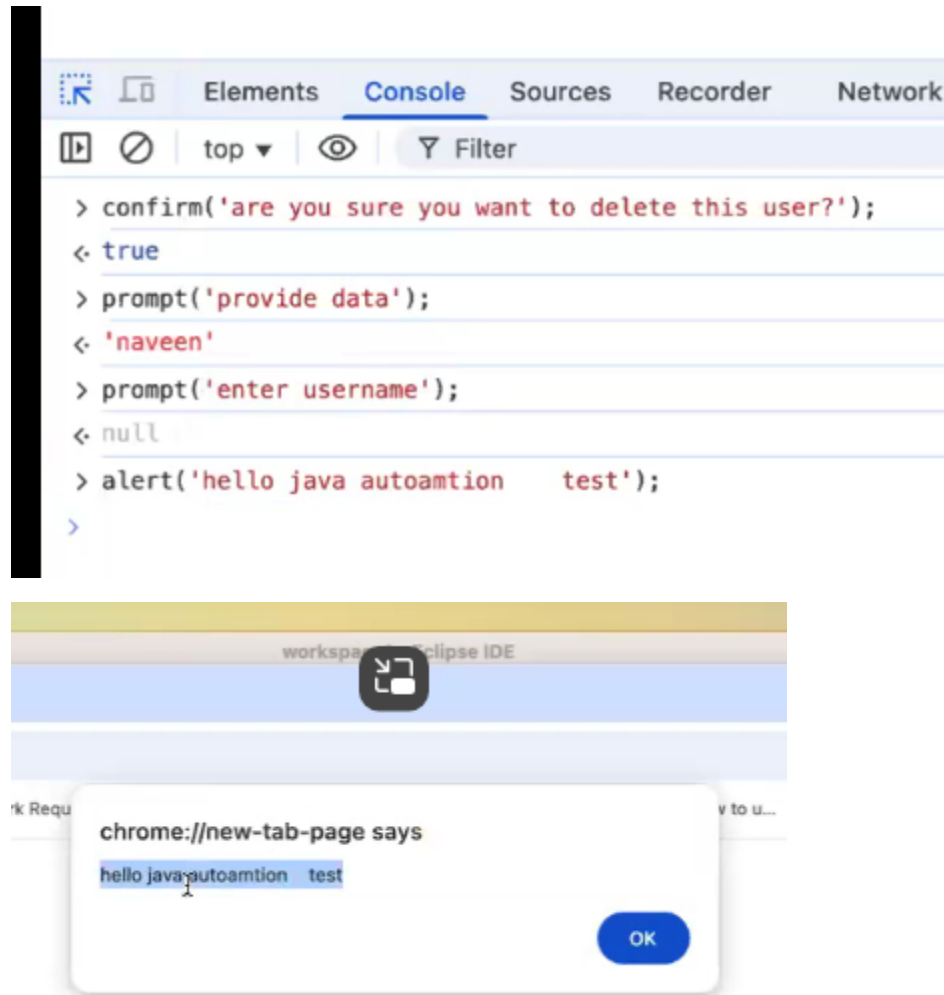 Elements Console Sources Recorder Network
top Filter
> confirm('are you sure you want to delete this user?');
<· true
> prompt('provide data');
<· 'naveen'
> prompt('enter username');
<· null
> alert('hello java autoamtion    test');
>
Eclipse IDE
chrome://new-tab-page says
hello java autoamtion    test
OK